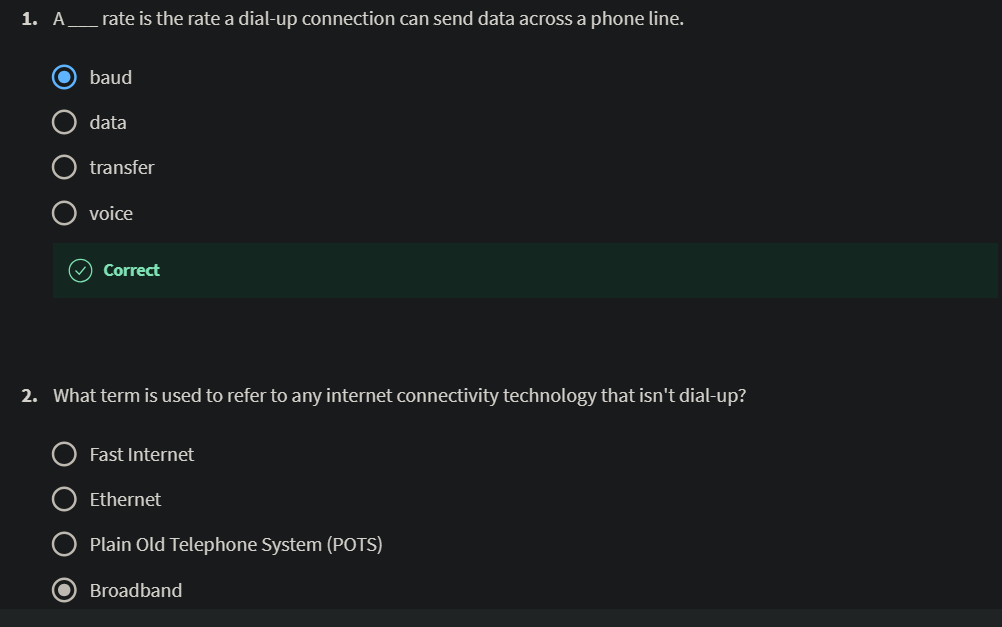 1. A ___ rate is the rate a dial-up connection can send data across a phone line.
baud
data
transfer
voice
Correct
2. What term is used to refer to any internet connectivity technology that isn't dial-up?
Fast Internet
Ethernet
Plain Old Telephone System (POTS)
Broadband